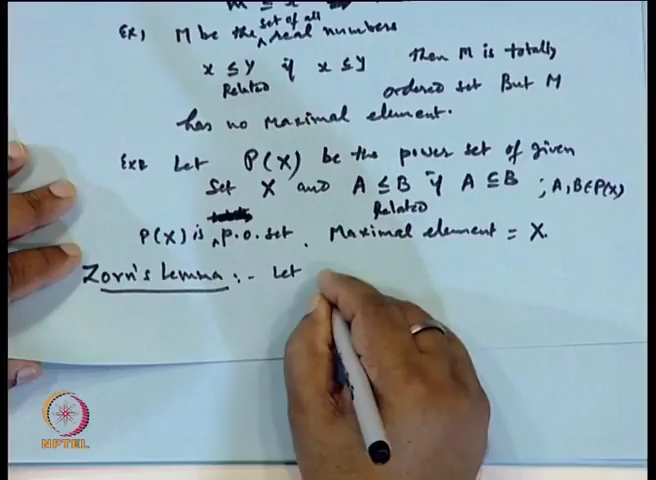 Ex1 M be the set of all real numbers
x ≤ y if x ≤ y then M is totally
Related ordered set But M
has no maximal element.
Ex2 Let P(X) be the power set of given
Set X and A ≤ B if A ⊆ B ; A, B ∈ P(X)
Related
P(X) is p.o. set. Maximal element = X.
Zorn's Lemma :- Let
NPTEL